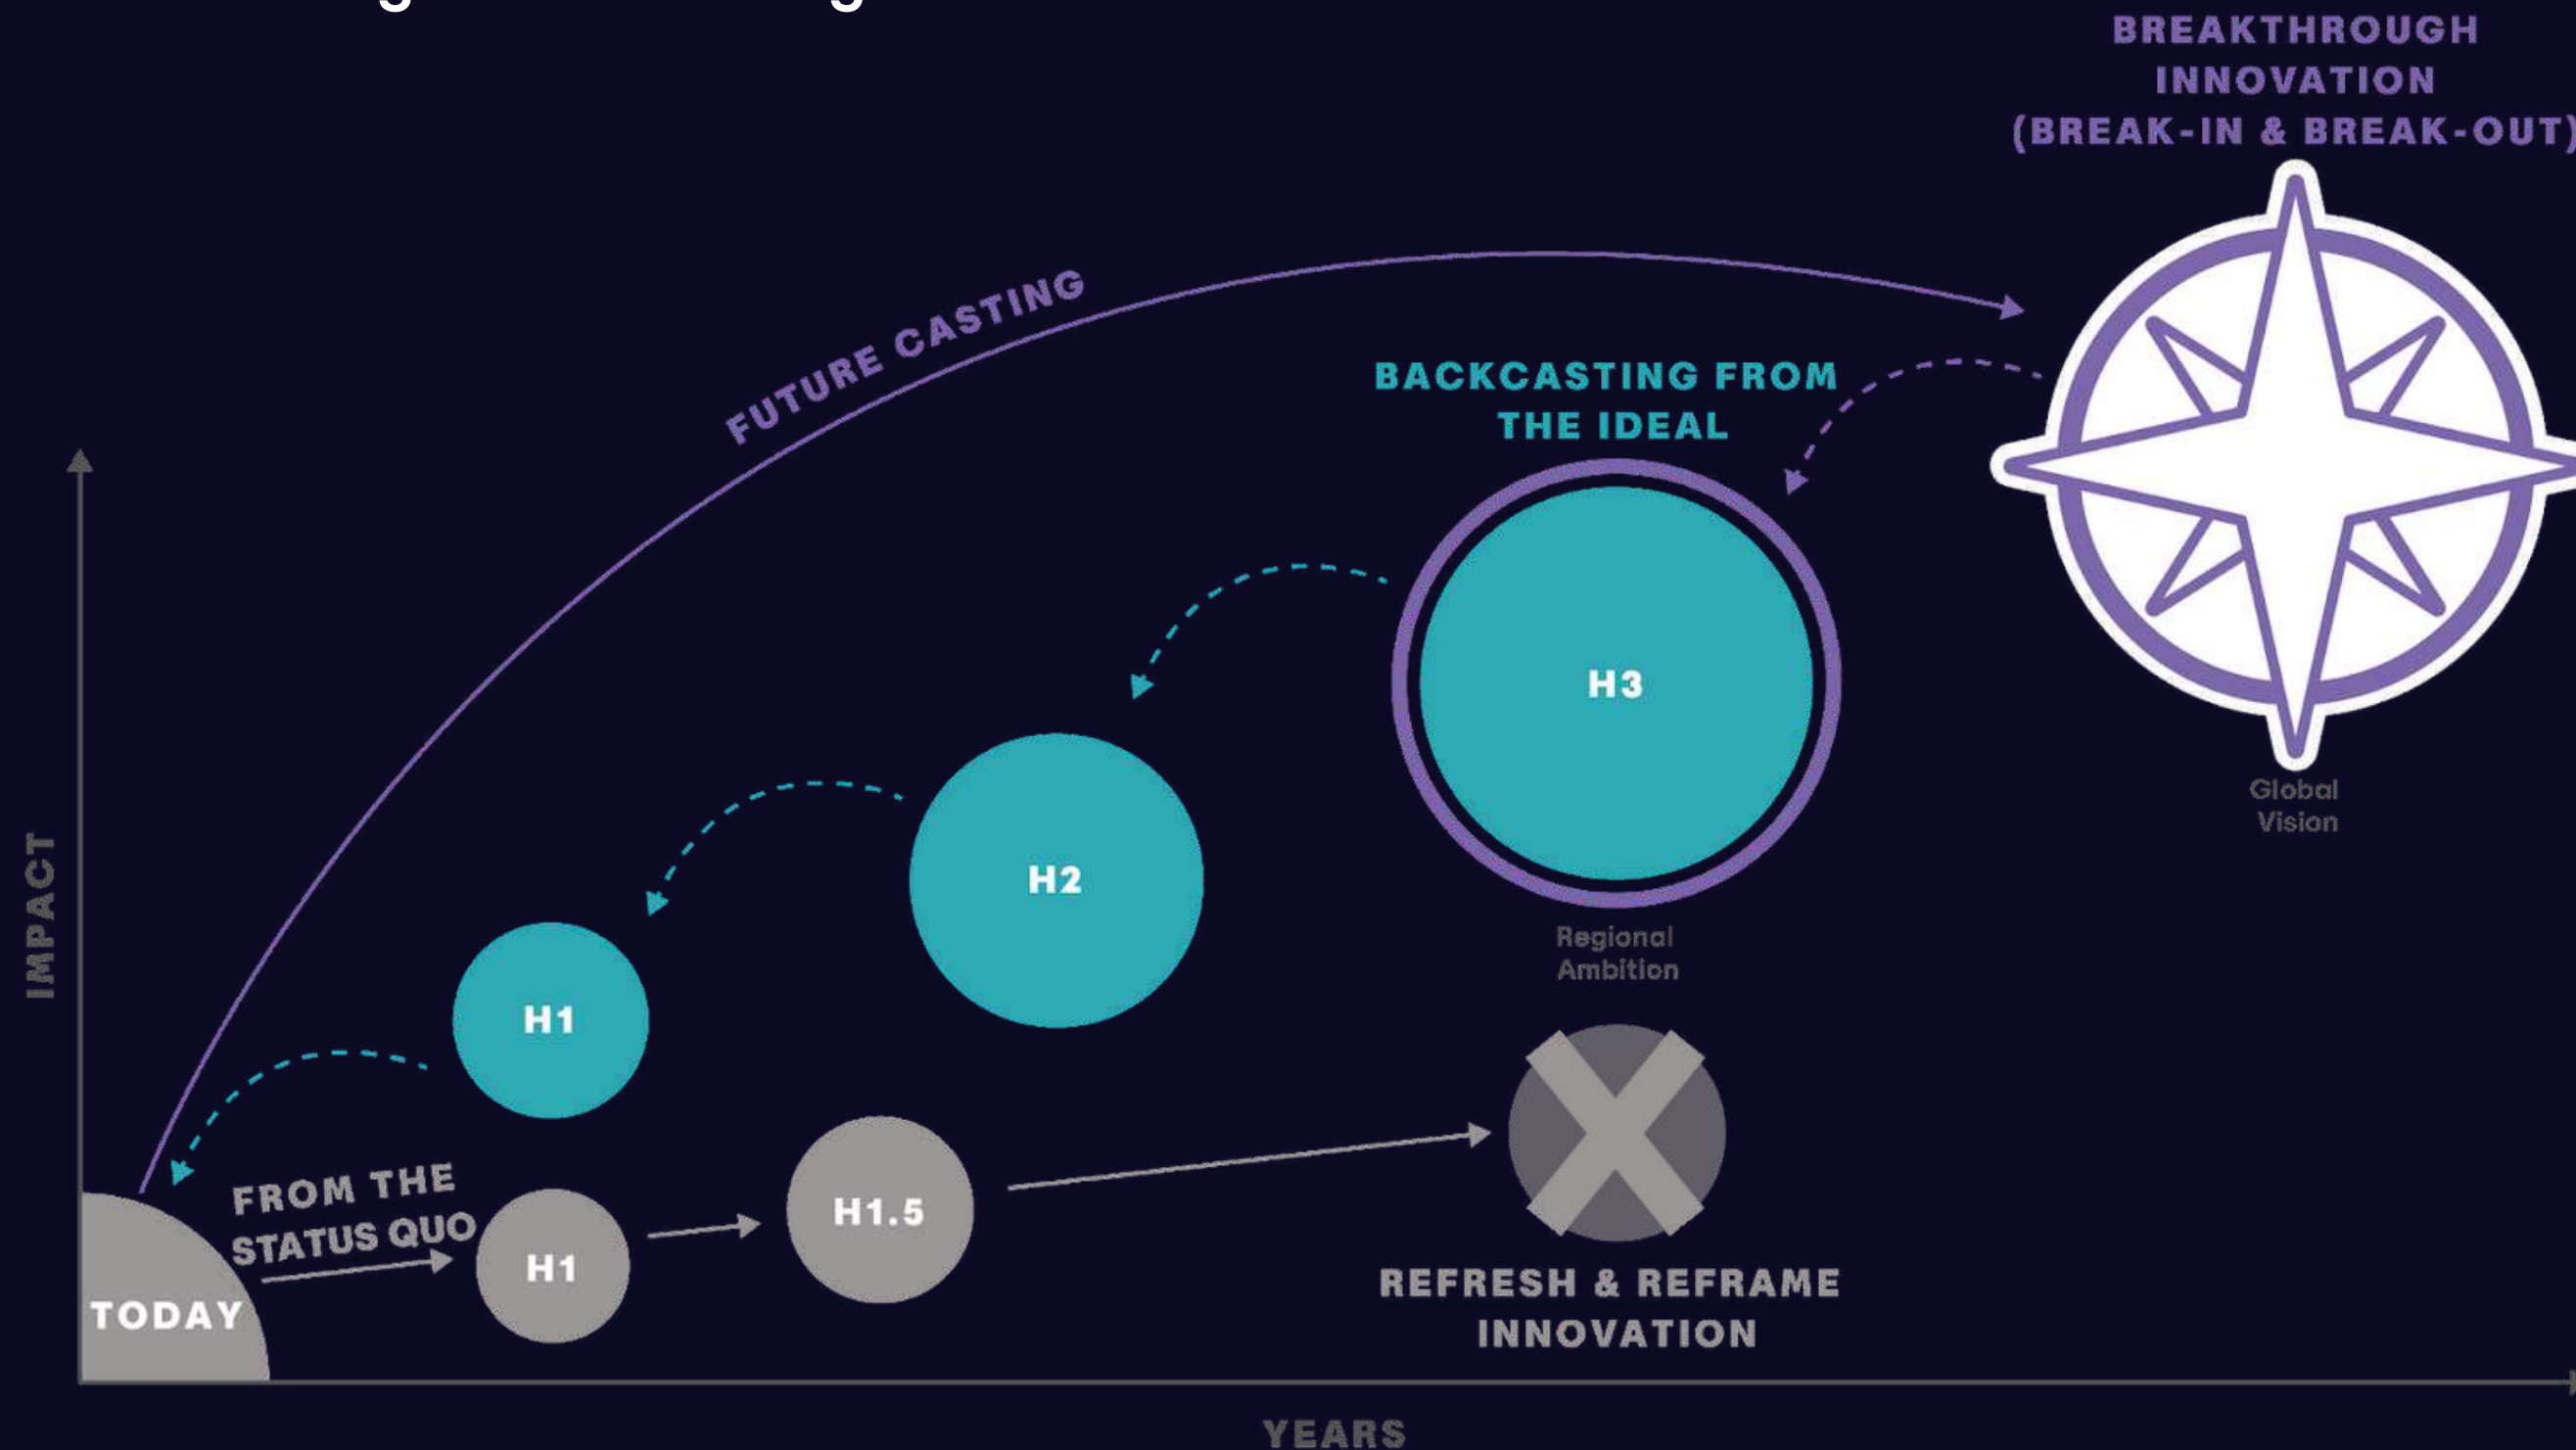 BREAKTHROUGH
INNOVATION
(BREAK-IN & BREAK-OUT)
FUTURE CASTING
BACKCASTING FROM
THE IDEAL
H3
Global
Vision
H2
IMPACT
Regional
Ambition
H1
FROM THE
STATUS QUO
H1.5
H1
TODAY
REFRESH & REFRAME
INNOVATION
YEARS